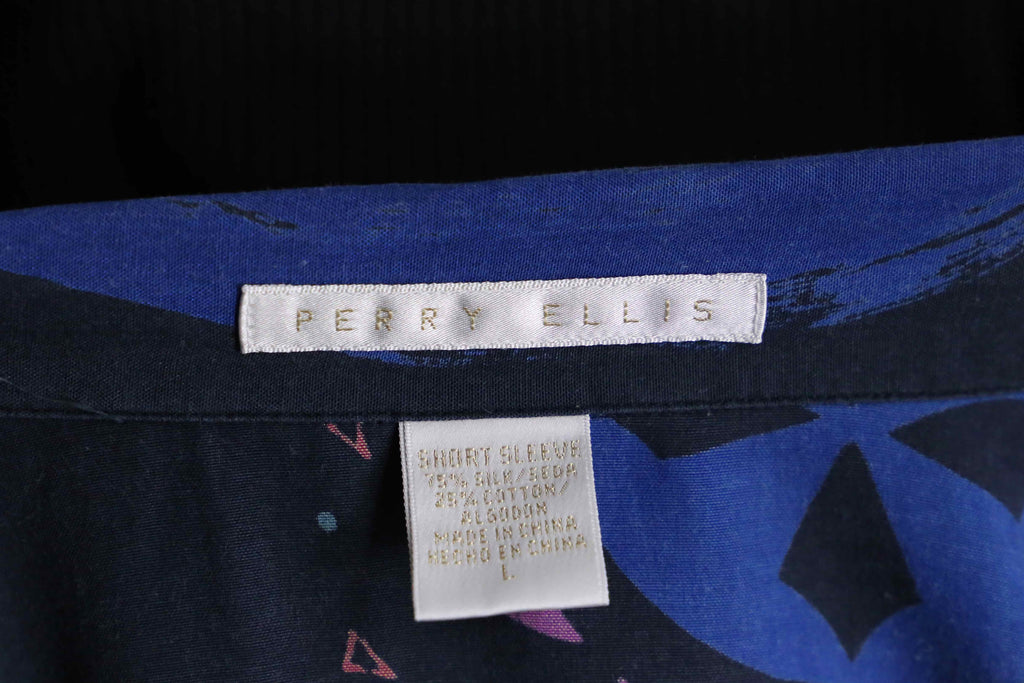 PERRY ELLIS
SHORT SLEEVE
75% SILK/SEDA
25% COTTON/
ALGODON
MADE IN CHINA
HECHO EN CHINA
L